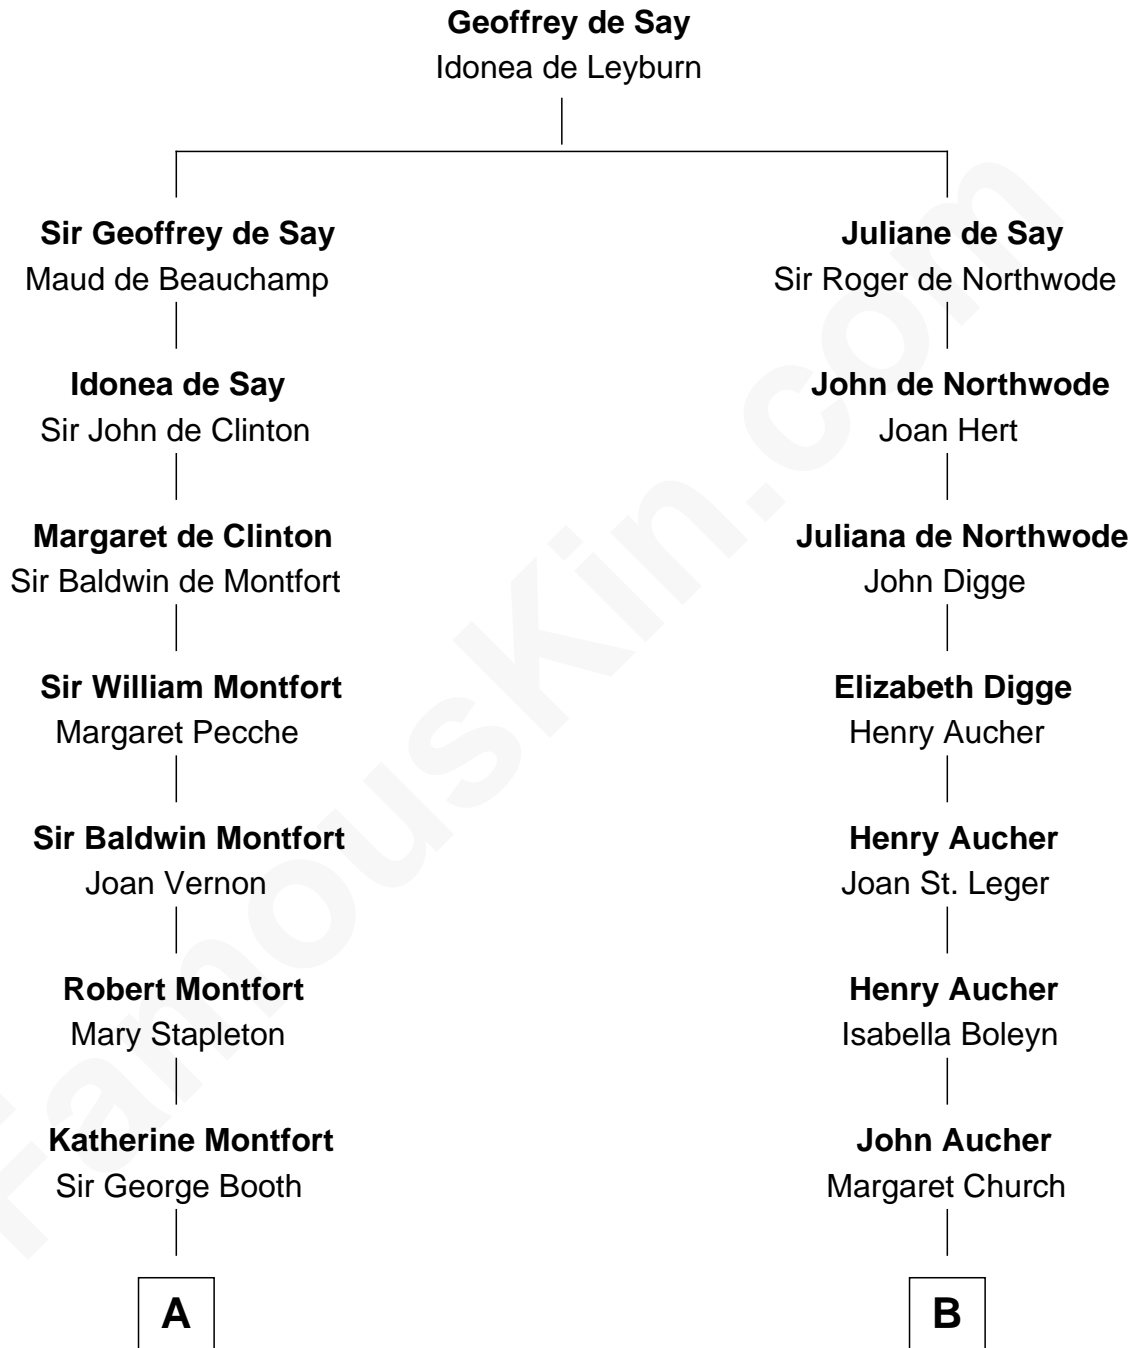 Geoffrey de Say
Idonea de Leyburn
Sir Geoffrey de Say
Maud de Beauchamp
Juliane de Say
Sir Roger de Northwode
Idonea de Say
Sir John de Clinton
John de Northwode
Joan Hert
Margaret de Clinton
Sir Baldwin de Montfort
Juliana de Northwode
John Digge
Sir William Montfort
Margaret Pecche
Elizabeth Digge
Henry Aucher
Sir Baldwin Montfort
Joan Vernon
Henry Aucher
Joan St. Leger
Robert Montfort
Mary Stapleton
Henry Aucher
Isabella Boleyn
Katherine Montfort
Sir George Booth
John Aucher
Margaret Church
A
B
FamousKin.com